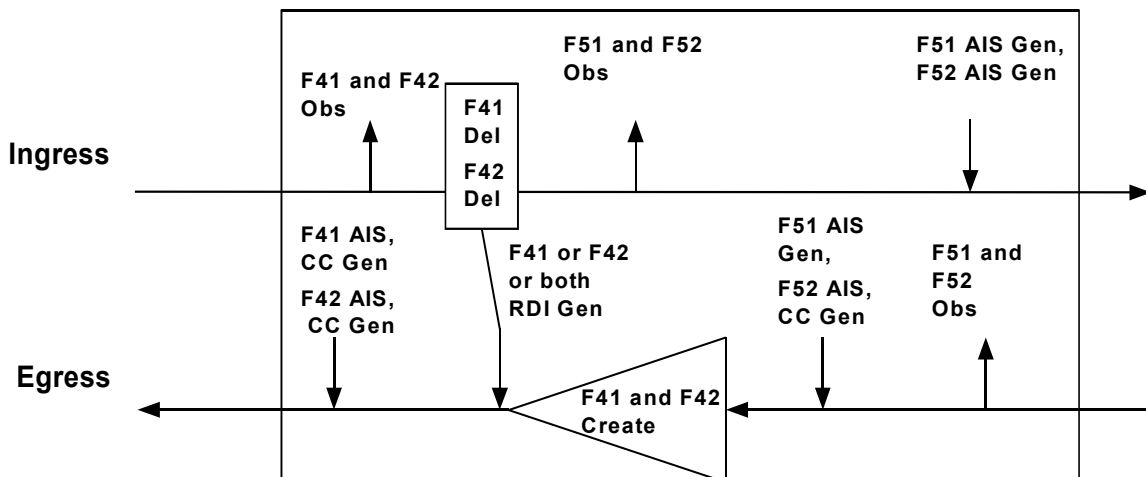 F51 and F52
Obs
F51 AIS Gen,
F52 AIS Gen
F41 and F42
Obs
F41
Del
F42
Del
Ingress
F41 AIS,
CC Gen
F42 AIS,
CC Gen
F41 or F42
or both
RDI Gen
F51 AIS
Gen,
F52 AIS,
CC Gen
F51 and
F52
Obs
Egress
F41 and F42
Create